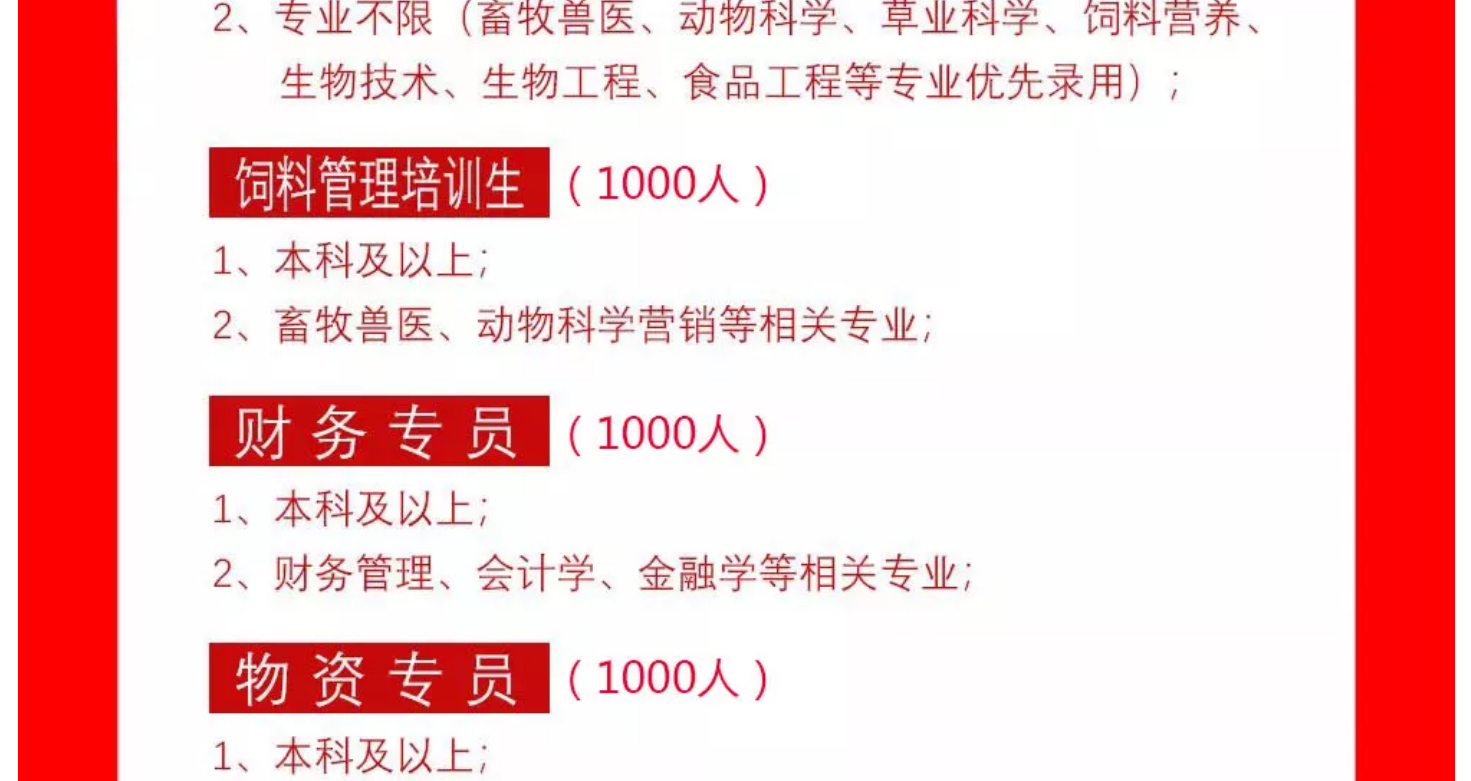 2、专业不限（畜牧兽医、动物科学、草业科学、饲料营养、
生物技术、生物工程、食品工程等专业优先录用）;
饲料管理培训生（1000人）
1、本科及以上;
2、畜牧兽医、动物科学营销等相关专业;
财务专员（1000人）
1、本科及以上;
2、财务管理、会计学、金融学等相关专业;
物资专员（1000人）
1、本科及以上;